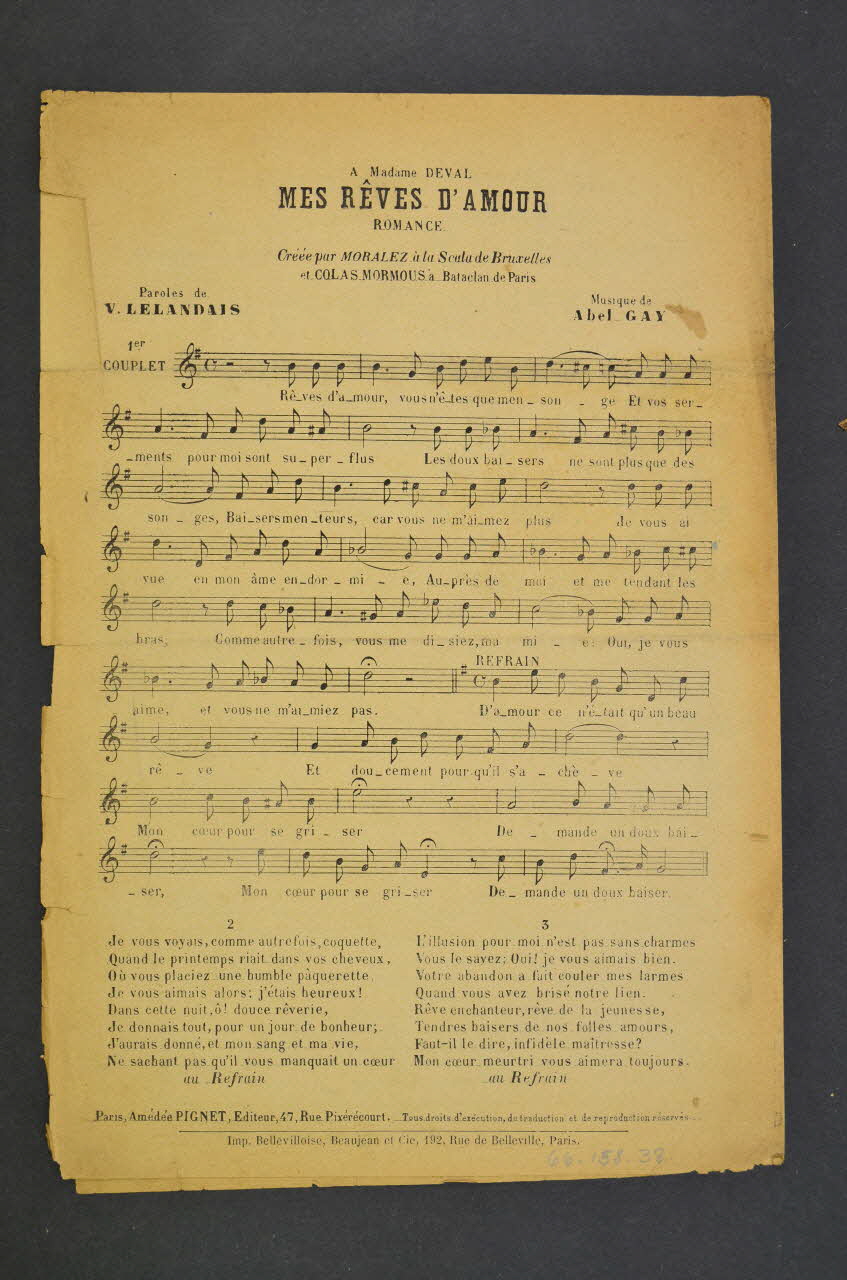 A Madame DEVAL
MES RÊVES D'AMOUR
ROMANCE.
Créée par MORALEZ à la Scala de Bruxelles
et COLAS_MORMOUS à Bataclan de Paris
Paroles de
V. LELANDAIS
Musique de
Abel GAY
1er
COUPLET
Rê_ves d'a_mour, vous n'ê_tes que men_ son _ ge Et vos ser_
_ments pour moi sont su_per_flus Les doux bai_sers ne sont plus que des
son _ ges, Bai_sers men_teurs, car vous ne m'ai_mez plus Je vous ai
vue en mon âme en_dor_mi _ e, Au_près de moi et me tendant les
bras, Comme autre_fois, vous me di_siez, ma mi _ e: Oui, je vous
REFRAIN
aime, et vous ne m'ai_miez pas. D'a_mour ce n'é_tait qu'un beau
rê _ ve Et dou_cement pour qu'il s'a_chè_ve
Mon cœur pour se gri_ser De_mande un doux bai_
_ser, Mon cœur pour se gri_ser De_mande un doux baiser.
2
Je vous voyais, comme autrefois, coquette,
Quand le printemps riait dans vos cheveux,
Où vous placiez une humble pâquerette.
Je vous aimais alors; j'étais heureux!
Dans cette nuit, ô! douce rêverie,
Je donnais tout, pour un jour de bonheur;
J'aurais donné, et mon sang et ma vie,
Ne sachant pas qu'il vous manquait un cœur
au Refrain
3
L'illusion pour moi n'est pas sans charmes
Vous le savez; Oui! je vous aimais bien.
Votre abandon a fait couler mes larmes
Quand vous avez brisé notre lien.
Rêve enchanteur, rêve de la jeunesse,
Tendres baisers de nos folles amours,
Faut-il le dire, infidèle maîtresse?
Mon cœur meurtri vous aimera toujours.
au Refrain
Paris, Amédée PIGNET, Editeur, 47, Rue Pixérécourt. _ Tous droits d'exécution, de traduction et de reproduction réservés
Imp. Bellevilloise, Beaujean et Cie, 192, Rue de Belleville, Paris.
66.158.32